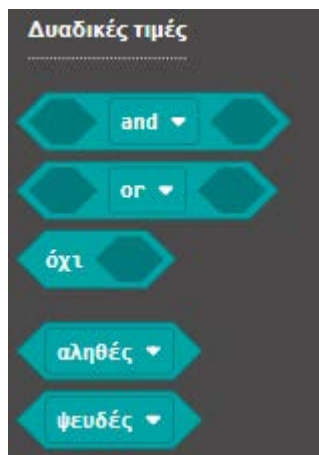 Δυαδικές τιμές
and
or
όχι
αληθές
ψευδές